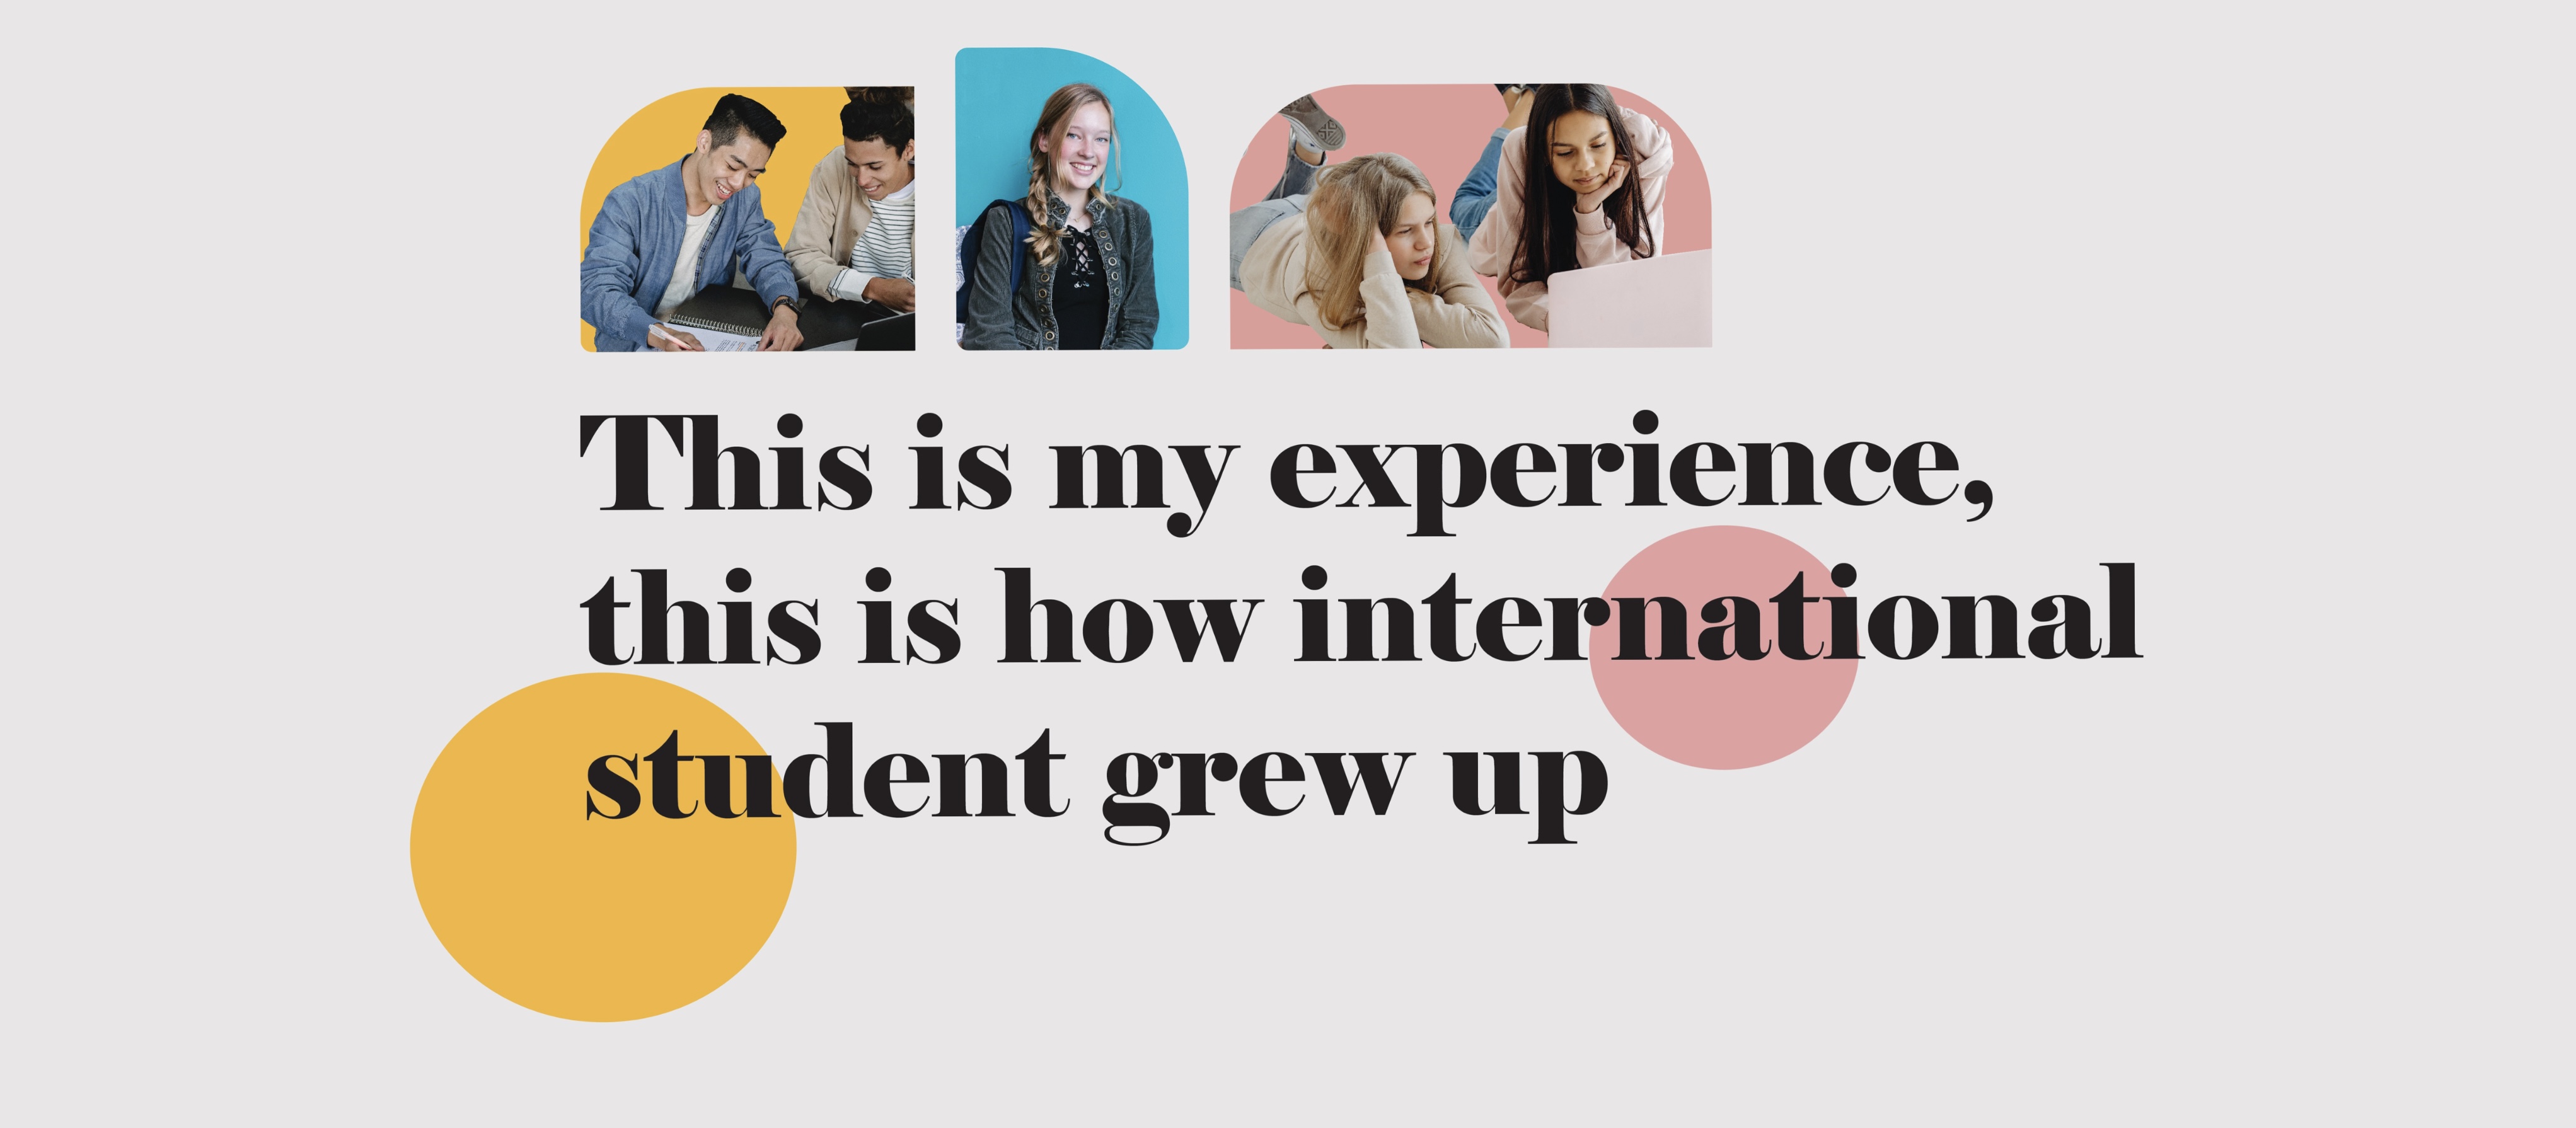 This is my experience,
this is how international
student grew up